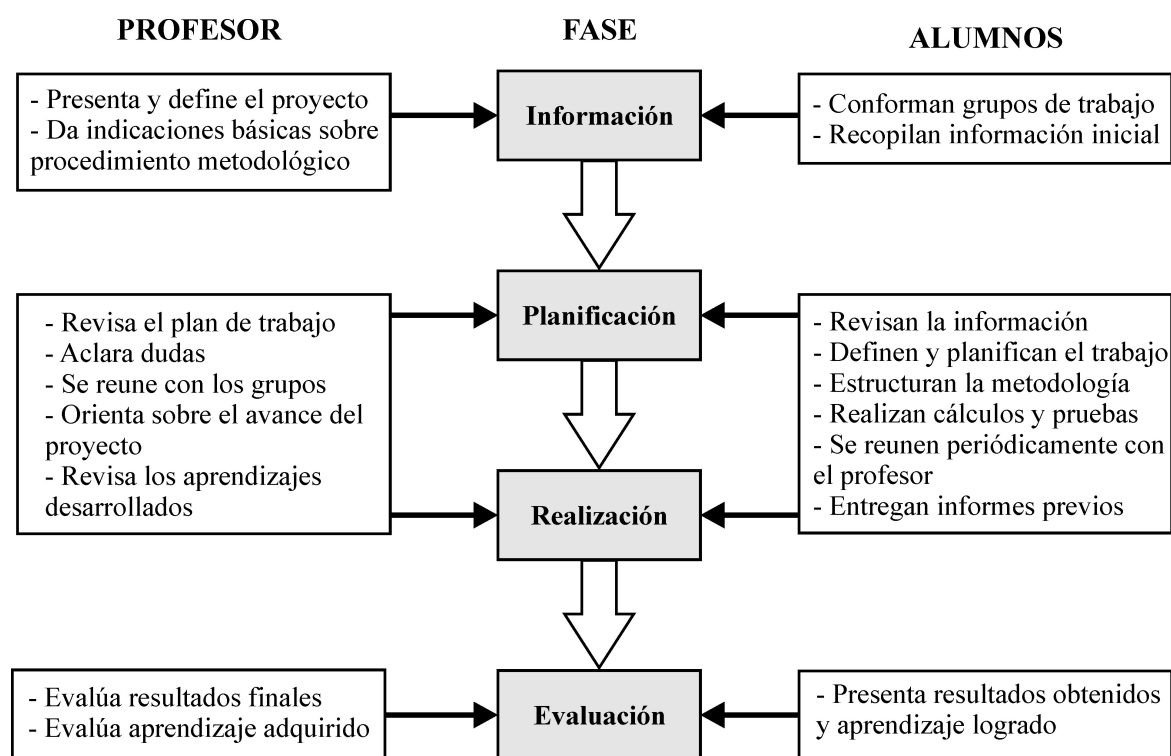 PROFESOR
FASE
ALUMNOS
- Presenta y define el proyecto
- Da indicaciones básicas sobre
procedimiento metodológico
Información
- Conforman grupos de trabajo
- Recopilan información inicial
- Revisa el plan de trabajo
- Aclara dudas
- Se reune con los grupos
- Orienta sobre el avance del
proyecto
- Revisa los aprendizajes
desarrollados
Planificación
Realización
- Revisan la información
- Definen y planifican el trabajo
- Estructuran la metodología
- Realizan cálculos y pruebas
- Se reunen periódicamente con
el profesor
- Entregan informes previos
- Evalúa resultados finales
- Evalúa aprendizaje adquirido
Evaluación
- Presenta resultados obtenidos
y aprendizaje logrado